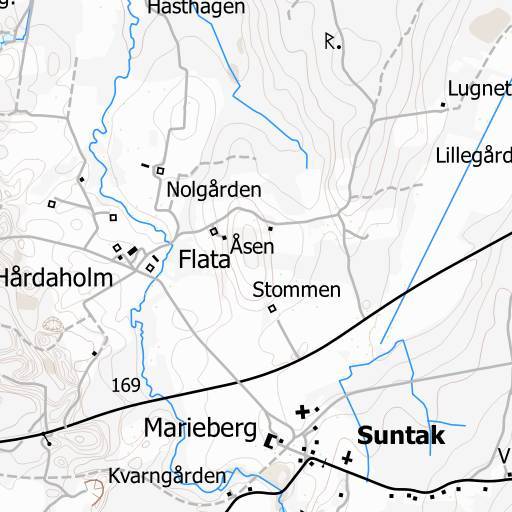 g.
Hasthagen
R.
Lugnet
Lillegård
Nolgården
Åsen
Flata
Hårdaholm
Stommen
169
Marieberg
Suntak
Kvarngården
V